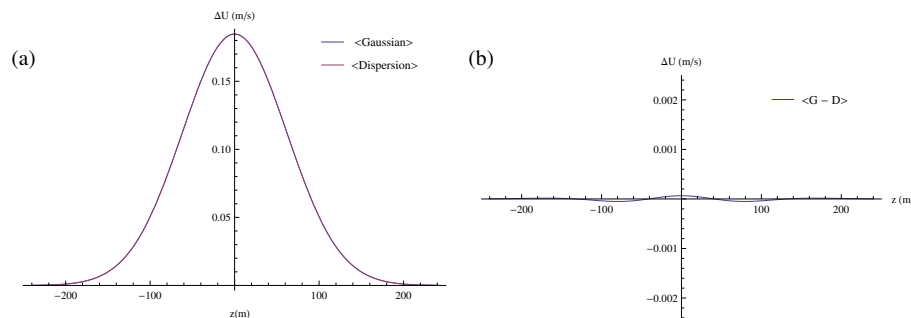 (a)
ΔU (m/s)
<Gaussian>
<Dispersion>
0.15
0.10
0.05
−200
−100
100
200
z(m)
(b)
ΔU (m/s)
<G − D>
0.002
0.001
−0.001
−0.002
−200
−100
100
200
z (m